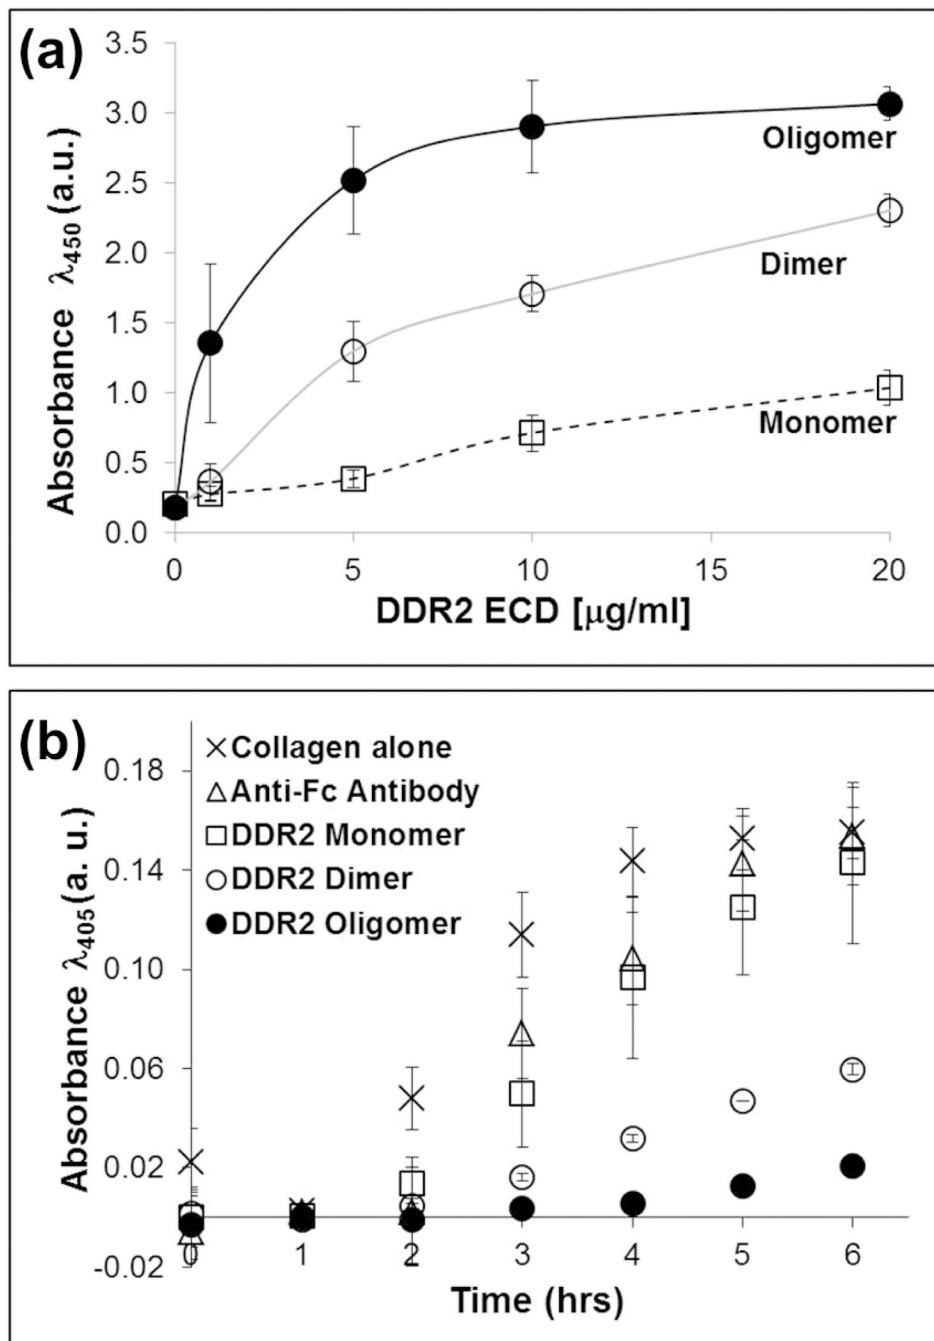 (a)
3.5
3.0
2.5
2.0
1.5
1.0
0.5
0.0
Absorbance λ450 (a.u.)
Oligomer
Dimer
Monomer
0 5 10 15 20
DDR2 ECD [μg/ml]
(b)
Collagen alone
Anti-Fc Antibody
DDR2 Monomer
DDR2 Dimer
DDR2 Oligomer
0.18
0.14
0.10
0.06
0.02
-0.02
Absorbance λ405 (a. u.)
0 1 2 3 4 5 6
Time (hrs)